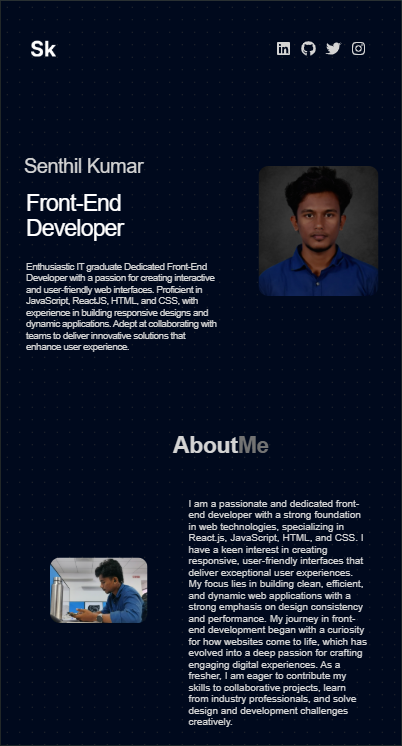 Sk
Senthil Kumar
Front-End
Developer
Enthusiastic IT graduate Dedicated Front-End
Developer with a passion for creating interactive
and user-friendly web interfaces. Proficient in
JavaScript, ReactJS, HTML, and CSS, with
experience in building responsive designs and
dynamic applications. Adept at collaborating with
teams to deliver innovative solutions that
enhance user experience.
AboutMe
I am a passionate and dedicated front-
end developer with a strong foundation
in web technologies, specializing in
React.js, JavaScript, HTML, and CSS. I
have a keen interest in creating
responsive, user-friendly interfaces that
deliver exceptional user experiences.
My focus lies in building clean, efficient,
and dynamic web applications with a
strong emphasis on design consistency
and performance. My journey in front-
end development began with a curiosity
for how websites come to life, which has
evolved into a deep passion for crafting
engaging digital experiences. As a
fresher, I am eager to contribute my
skills to collaborative projects, learn
from industry professionals, and solve
design and development challenges
creatively.